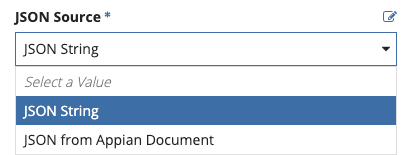 JSON Source *
JSON String
Select a Value
JSON String
JSON from Appian Document